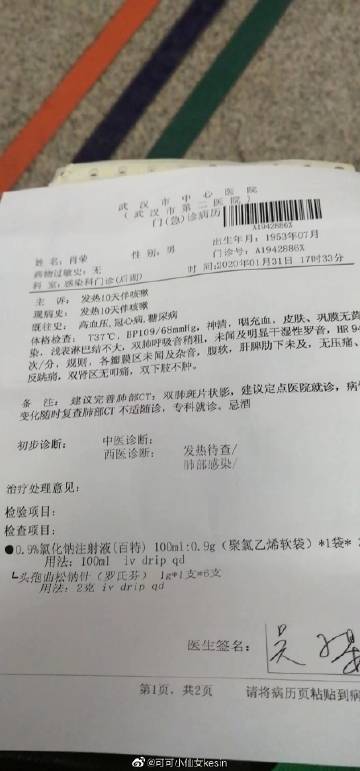 武汉市中心医院
(武汉市第二医院)
门(急)诊病历
X1942886X
姓名：肖荣 性别：男 出生年月：1953年07月
药物过敏史：无 门诊号：A1942886X
科室：感染科门诊(后湖) 时间：2020年01月31日 17时33分
主诉：发热10天伴咳嗽
现病史：发热10天伴咳嗽
既往史：高血压,冠心病,糖尿病
体格检查：T37℃,BP109/68mmHg,神清,咽充血,皮肤、巩膜无黄
染,浅表淋巴结不大,双肺呼吸音稍粗,未闻及明显干湿性罗音,HR 94
次/分,规则,各瓣膜区未闻及杂音,腹软,肝脾肋下未及,无压痛、
反跳痛,双肾区无叩痛,双下肢不肿。
备注：建议完善肺部CT：双肺斑片状影,建议定点医院就诊,病情
变化随时复查肺部CT 不适随诊,专科就诊。忌酒
初步诊断：中医诊断：
西医诊断：发热待查/
肺部感染/
治疗处理意见：
检验项目：
检查项目：
●0.9%氯化钠注射液(百特) 100ml:0.9g (聚氯乙烯软袋) *1袋*
用法：100ml iv drip qd
└头孢曲松钠针 (罗氏芬) 1g*1支*6支
用法：2克 iv drip qd
医生签名：吴
第1页，共2页 请将病历页粘贴到病
@可可小仙女kesin